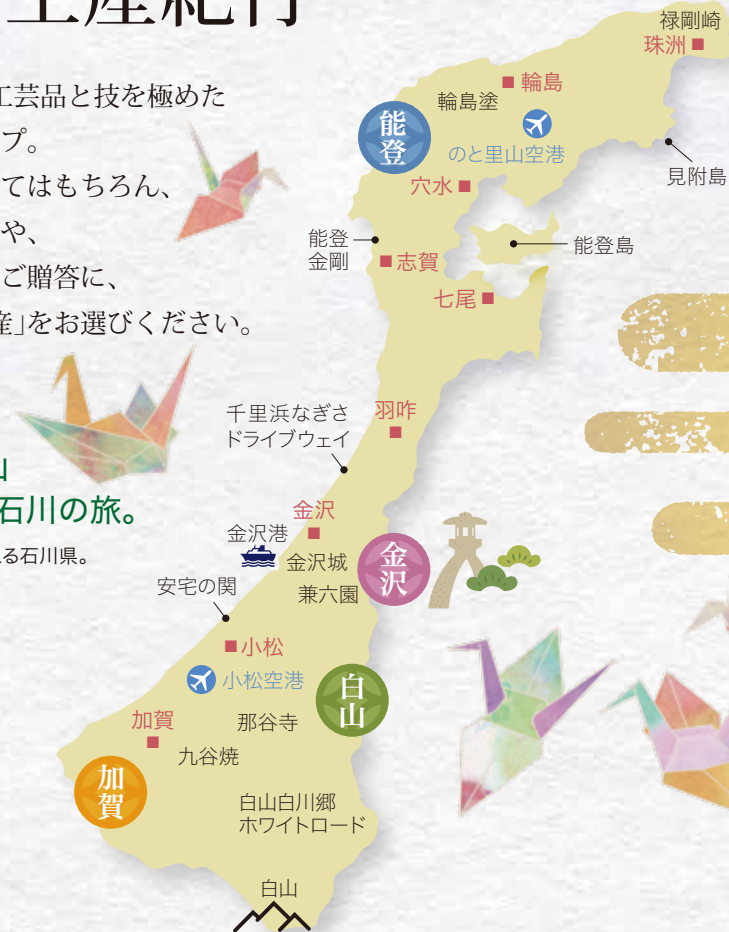 土産紀行
工芸品と技を極めた
プ。
てはもちろん、
や、
ご贈答に、
産」をお選びください。
山
石川の旅。
る石川県。
禄剛崎
珠洲
輪島
輪島塗
能登
のと里山空港
見附島
穴水
能登
金剛
志賀
能登島
七尾
千里浜なぎさ
ドライブウェイ
羽咋
金沢
金沢港
金沢城
兼六園
金沢
安宅の関
小松
小松空港
白山
加賀
那谷寺
九谷焼
加賀
白山白川郷
ホワイトロード
白山